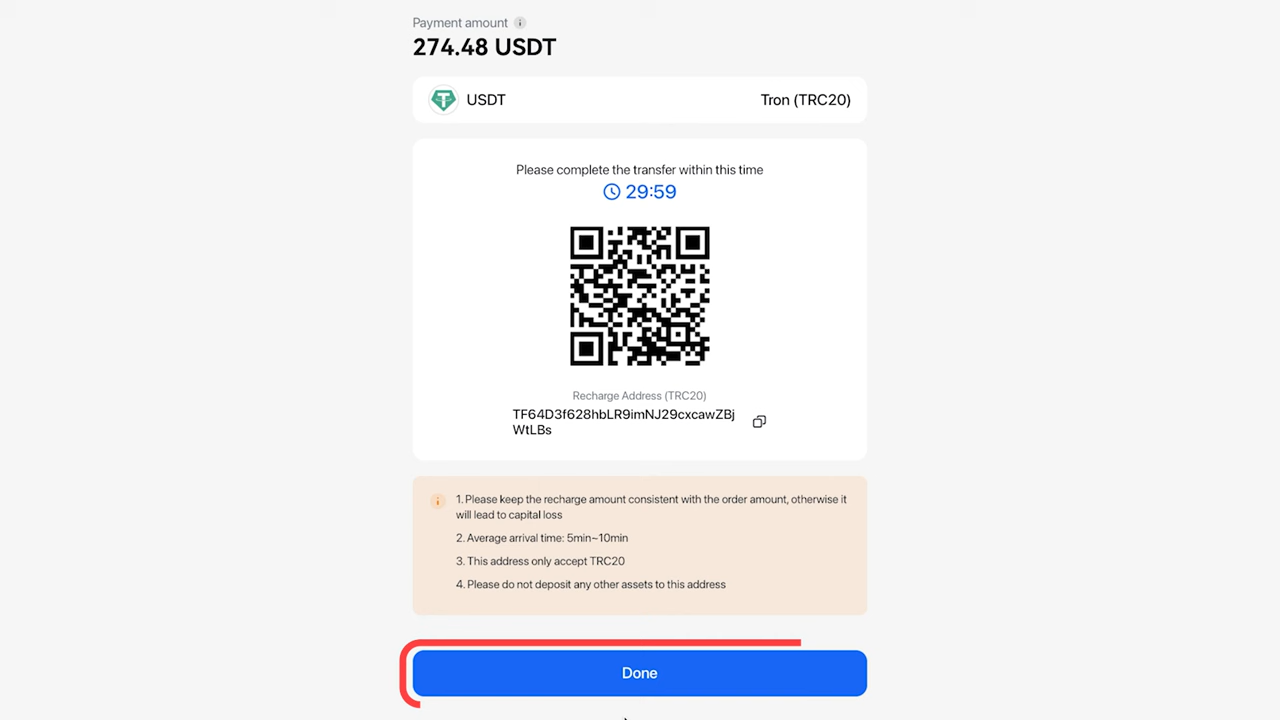 Payment amount
274.48 USDT
USDT
Tron (TRC20)
Please complete the transfer within this time
29:59
Recharge Address (TRC20)
TF64D3f628hbLR9imNJ29cxcawZBj
WtLBs
1. Please keep the recharge amount consistent with the order amount, otherwise it
will lead to capital loss
2. Average arrival time: 5min~10min
3. This address only accept TRC20
4. Please do not deposit any other assets to this address
Done